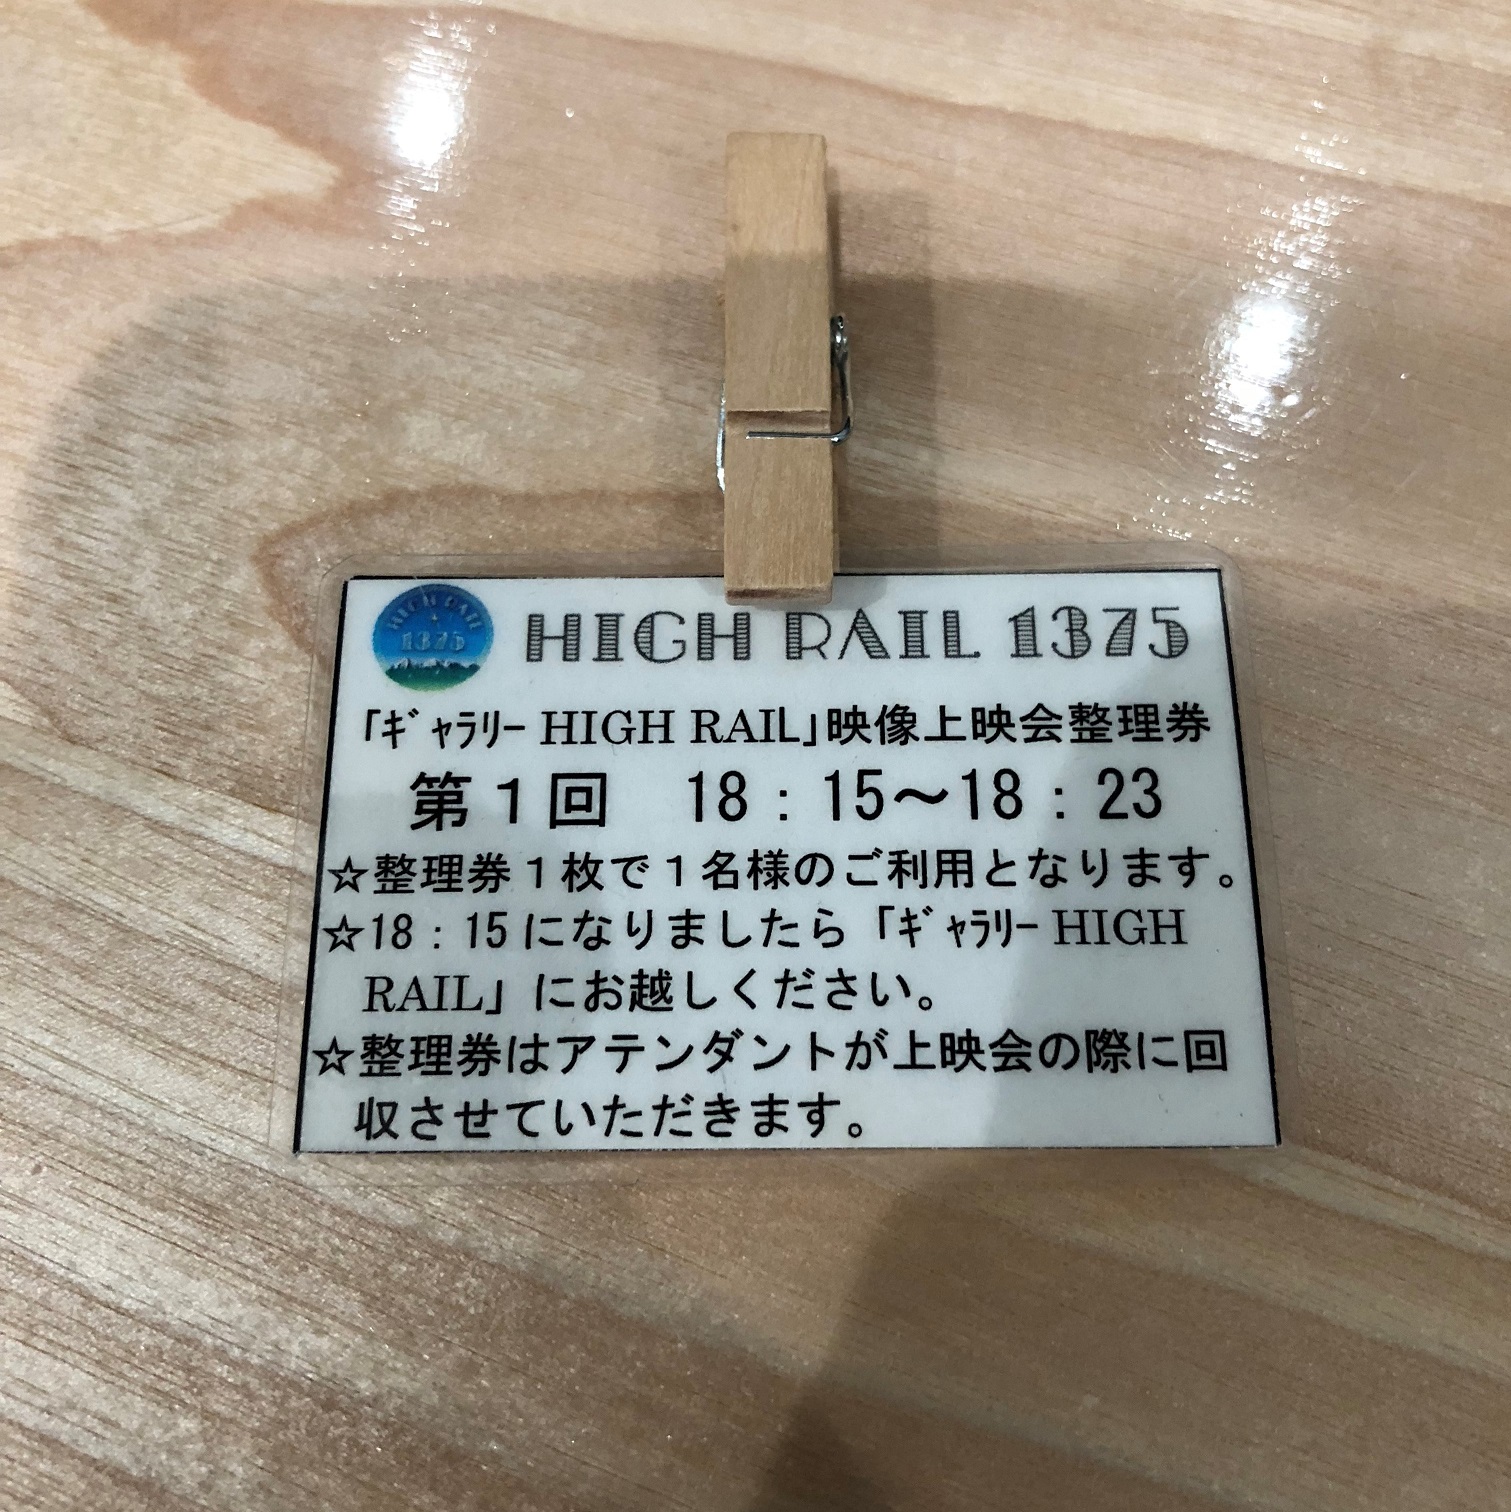 HIGH RAIL 1375
HIGH RAIL 1375
「ｷﾞｬﾗﾘｰ HIGH RAIL」映像上映会整理券
第１回　18：15～18：23
☆整理券１枚で１名様のご利用となります。
☆18：15 になりましたら「ｷﾞｬﾗﾘｰ HIGH
RAIL」にお越しください。
☆整理券はアテンダントが上映会の際に回
収させていただきます。